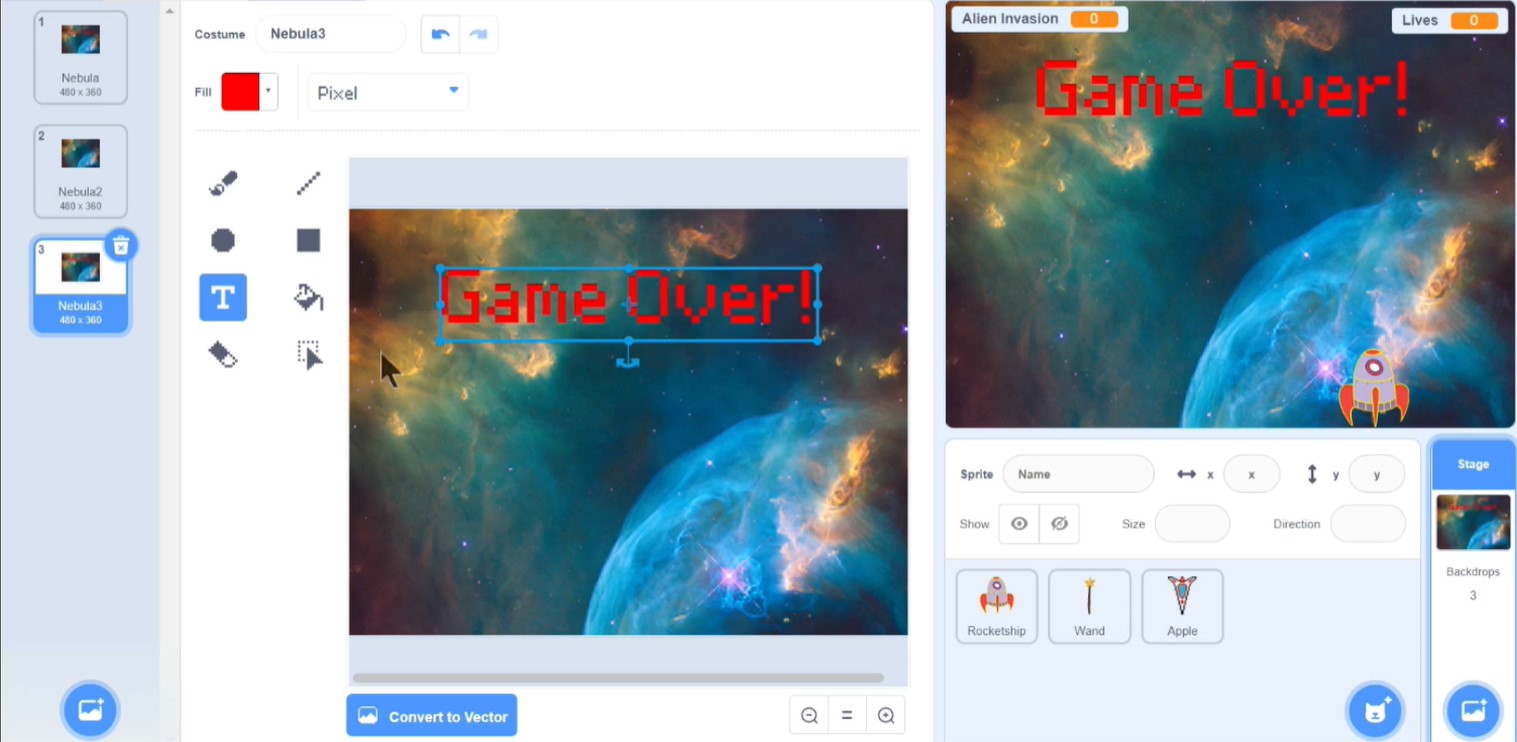 1
Nebula
480 x 360
2
Nebula2
480 x 360
3
Nebula3
480 x 360
Costume Nebula3
Fill Pixel
T
Game Over!
Convert to Vector
Alien Invasion 0
Lives 0
Game Over!
Sprite Name x x y y
Show Size Direction
Rocketship Wand Apple
Stage
Backdrops
3